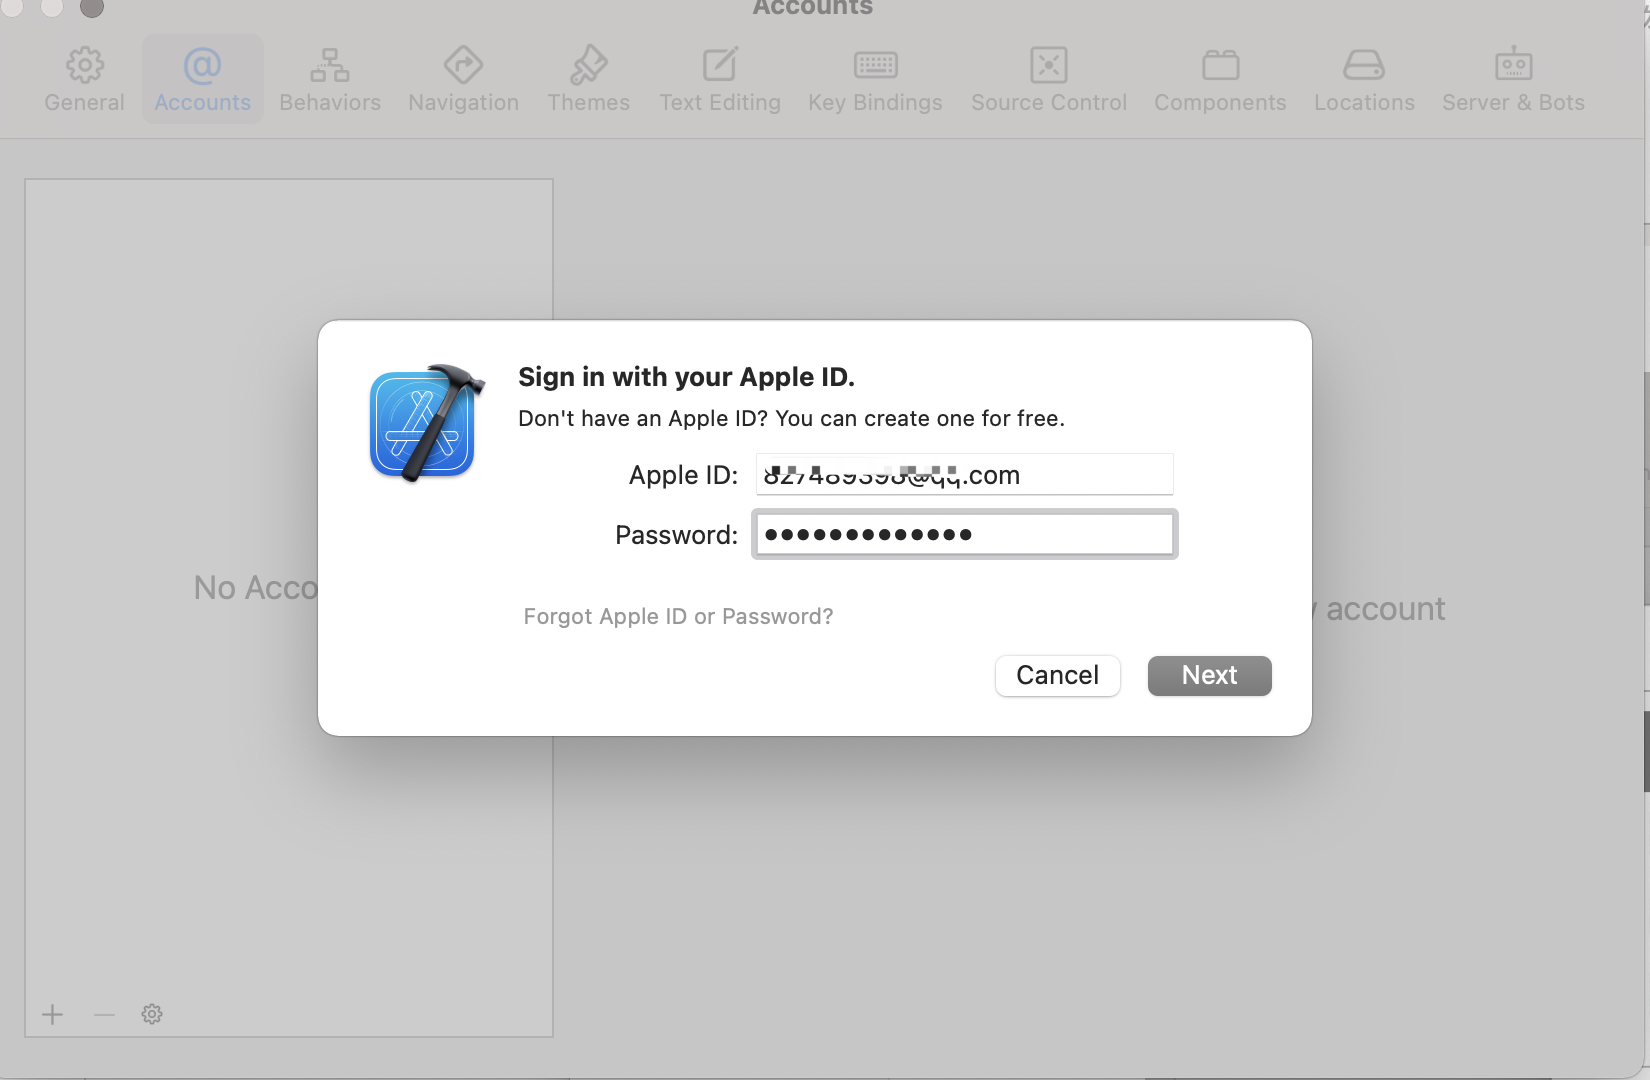 Accounts
General
Accounts
Behaviors
Navigation
Themes
Text Editing
Key Bindings
Source Control
Components
Locations
Server & Bots
Sign in with your Apple ID.
Don't have an Apple ID? You can create one for free.
Apple ID: .com
Password: •••••••••••••
No Acco
account
Forgot Apple ID or Password?
Cancel
Next